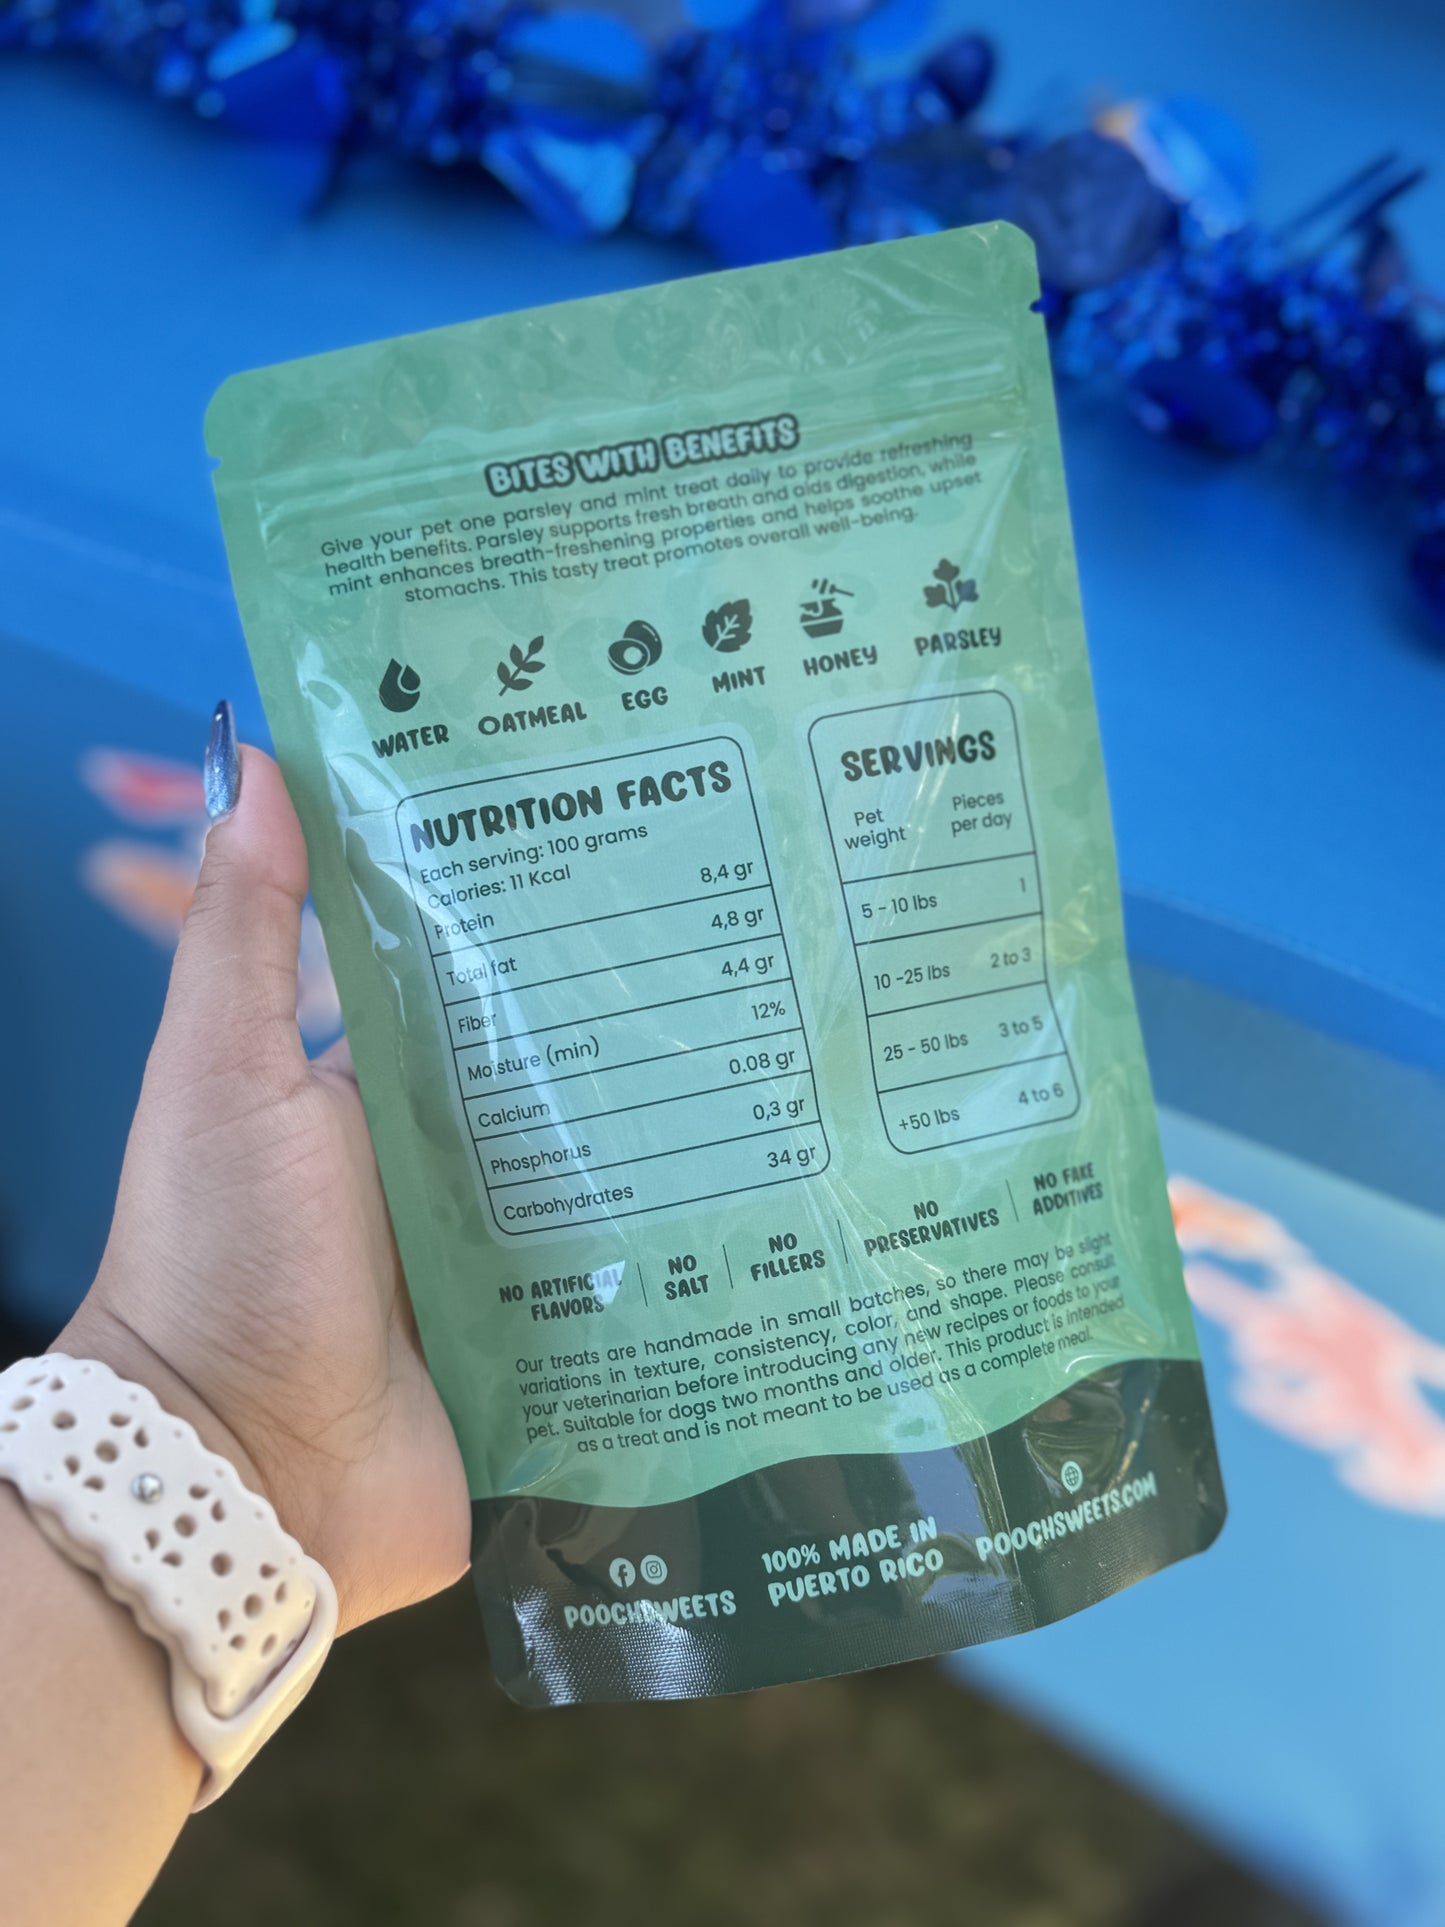 BITES WITH BENEFITS
Give your pet one parsley and mint treat daily to provide refreshing
health benefits. Parsley supports fresh breath and aids digestion, while
mint enhances breath-freshening properties and helps soothe upset
stomachs. This tasty treat promotes overall well-being.
WATER
OATMEAL
EGG
MINT
HONEY
PARSLEY
NUTRITION FACTS
Each serving: 100 grams
Calories: 11 Kcal
Protein 8,4 gr
Total fat 4,8 gr
Fiber 4,4 gr
Moisture (min) 12%
Calcium 0.08 gr
Phosphorus 0,3 gr
Carbohydrates 34 gr
SERVINGS
Pet
weight
Pieces
per day
5 - 10 lbs 1
10 -25 lbs 2 to 3
25 - 50 lbs 3 to 5
+50 lbs 4 to 6
NO ARTIFICIAL
FLAVORS
NO
SALT
NO
FILLERS
NO
PRESERVATIVES
NO FAKE
ADDITIVES
Our treats are handmade in small batches, so there may be slight
variations in texture, consistency, color, and shape. Please consult
your veterinarian before introducing any new recipes or foods to your
pet. Suitable for dogs two months and older. This product is intended
as a treat and is not meant to be used as a complete meal.
POOCHSWEETS
100% MADE IN
PUERTO RICO
POOCHSWEETS.COM